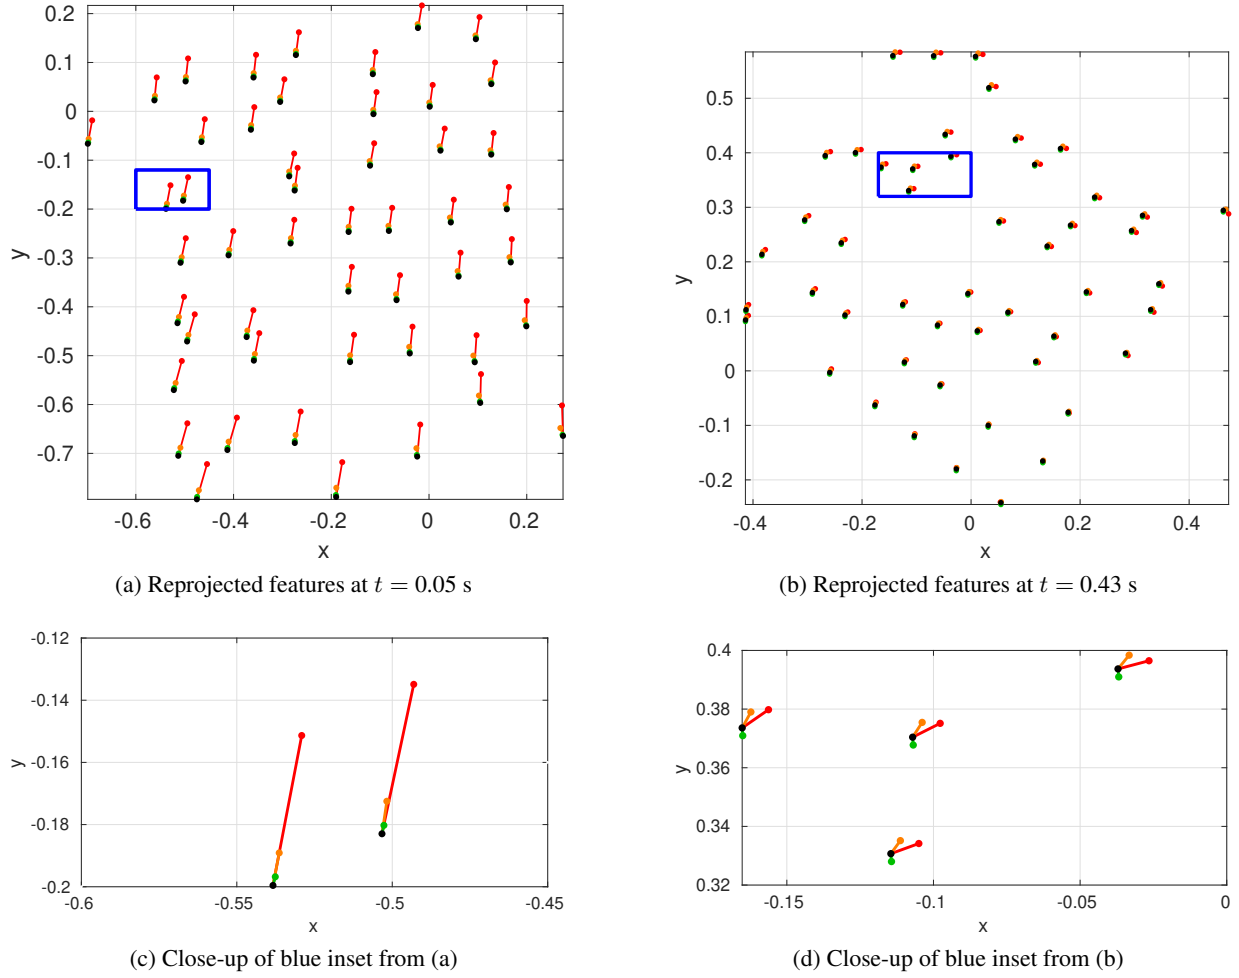 0.2
0.1
0
-0.1
-0.2
-0.3
-0.4
-0.5
-0.6
-0.7
y
-0.6 -0.4 -0.2 0 0.2
x
(a) Reprojected features at t = 0.05 s
0.5
0.4
0.3
0.2
0.1
0
-0.1
-0.2
y
-0.4 -0.2 0 0.2 0.4
x
(b) Reprojected features at t = 0.43 s
-0.12
-0.14
-0.16
-0.18
-0.2
y
-0.6 -0.55 -0.5 -0.45
x
(c) Close-up of blue inset from (a)
0.4
0.38
0.36
0.34
0.32
y
-0.15 -0.1 -0.05 0
x
(d) Close-up of blue inset from (b)